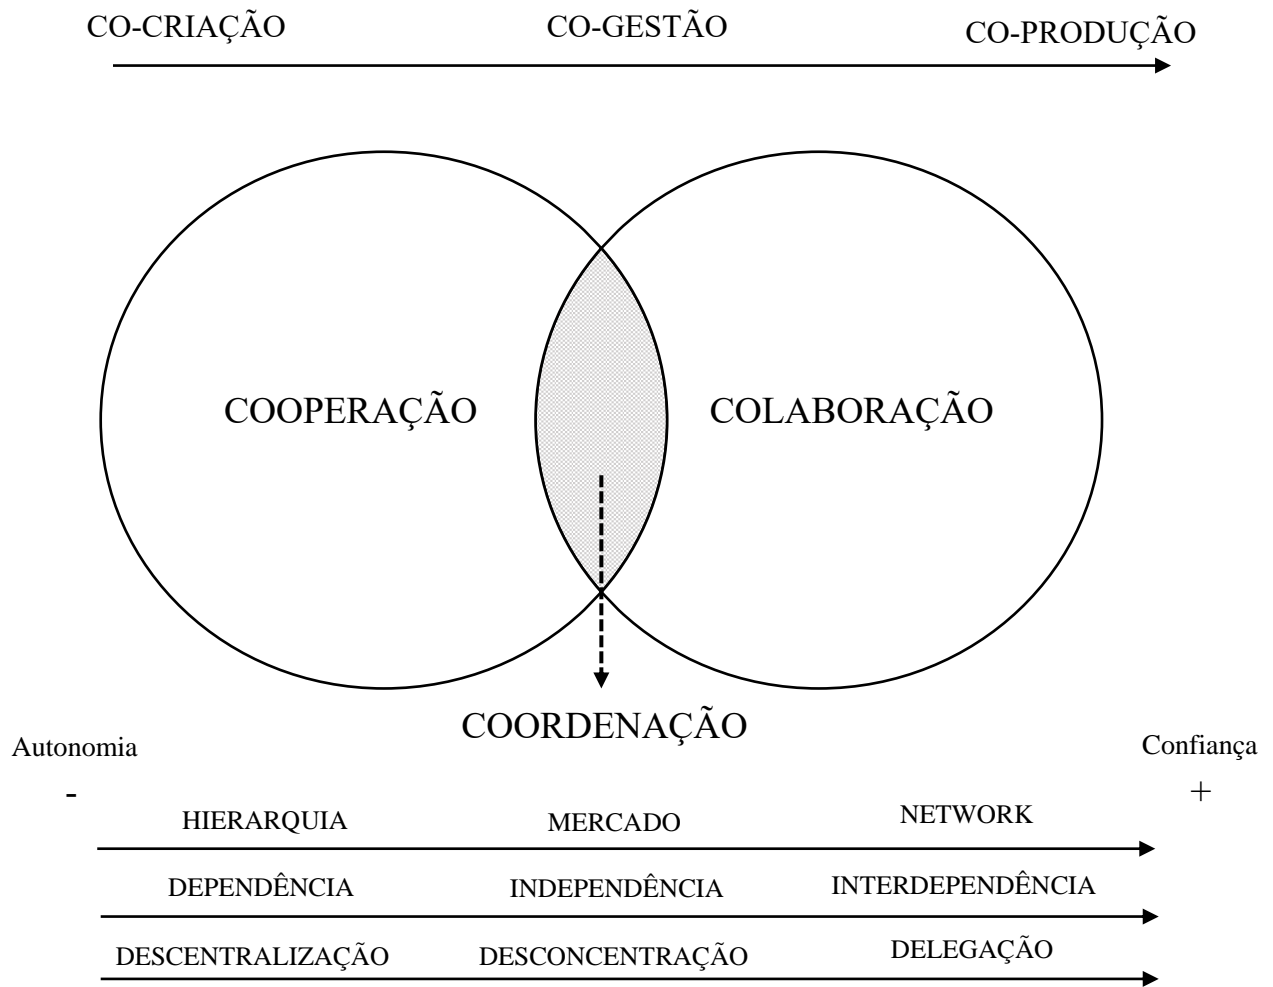 CO-CRIAÇÃO
CO-GESTÃO
CO-PRODUÇÃO
COOPERAÇÃO
COLABORAÇÃO
COORDENAÇÃO
Autonomia
Confiança
-
+
HIERARQUIA
MERCADO
NETWORK
DEPENDÊNCIA
INDEPENDÊNCIA
INTERDEPENDÊNCIA
DESCENTRALIZAÇÃO
DESCONCENTRAÇÃO
DELEGAÇÃO